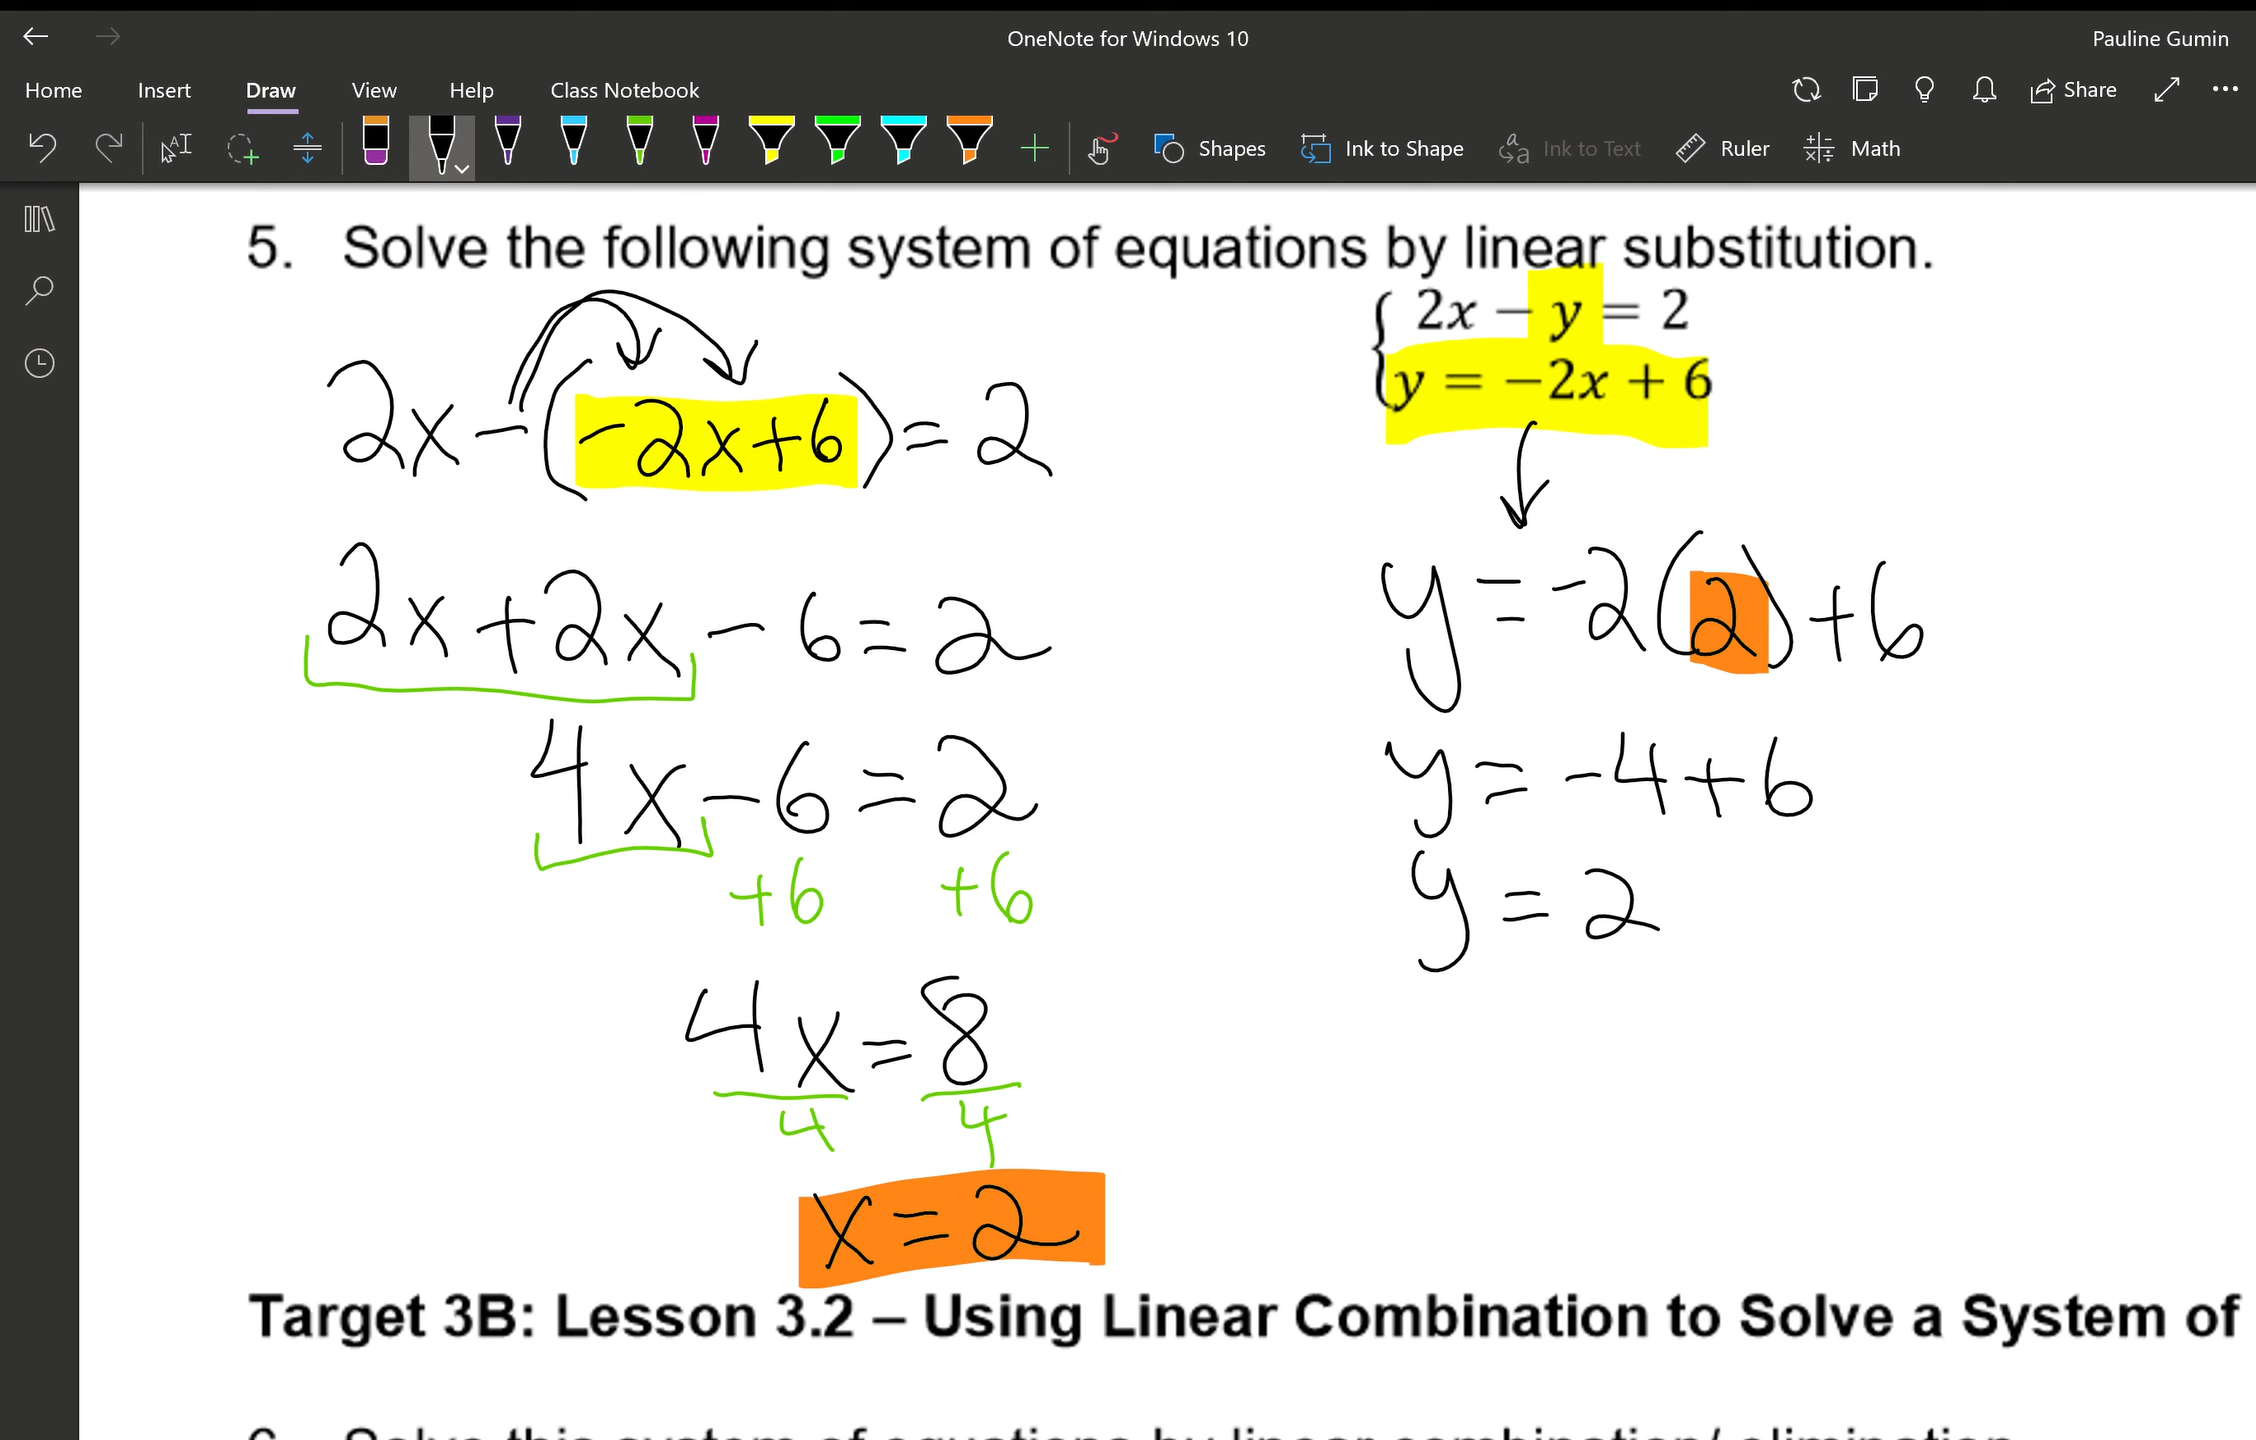 OneNote for Windows 10
Pauline Gumin
Home Insert Draw View Help Class Notebook
Share
Shapes Ink to Shape Ink to Text Ruler Math
5. Solve the following system of equations by linear substitution.
2x − y = 2
y = −2x + 6
2x-(-2x+6)=2
2x+2x-6=2
4x-6=2
+6 +6
4x=8
4 4
x=2
y=-2(2)+6
y=-4+6
y=2
Target 3B: Lesson 3.2 – Using Linear Combination to Solve a System of